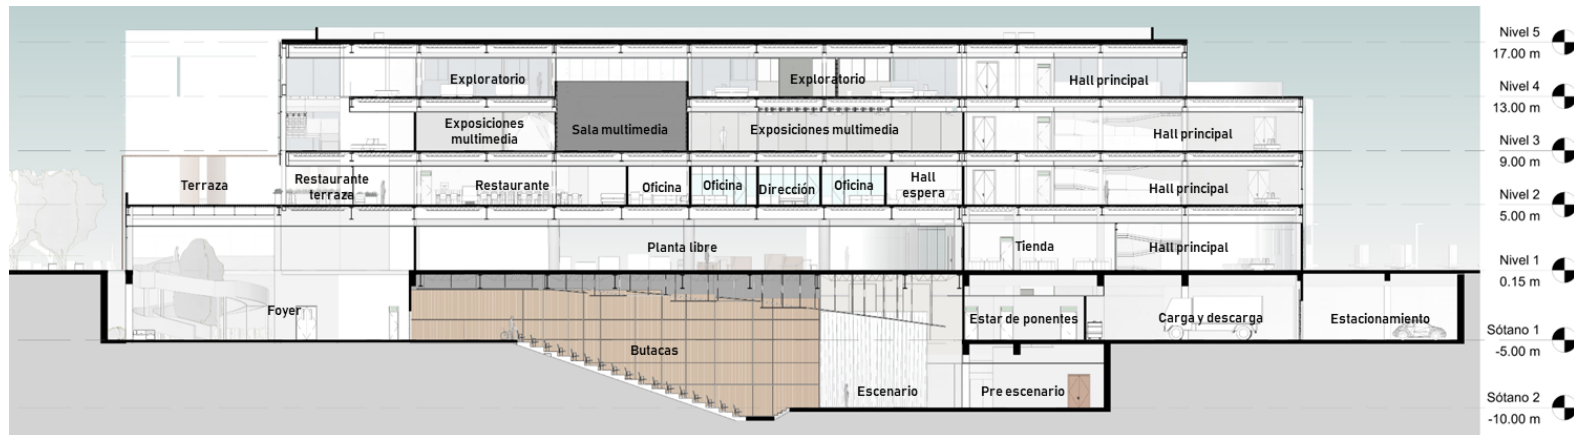 Nivel 5
17.00 m
Exploratorio
Exploratorio
Hall principal
Nivel 4
13.00 m
Exposiciones
multimedia
Sala multimedia
Exposiciones multimedia
Hall principal
Nivel 3
9.00 m
Terraza
Restaurante
terraza
Restaurante
Oficina
Oficina
Dirección
Oficina
Hall
espera
Hall principal
Nivel 2
5.00 m
Planta libre
Tienda
Hall principal
Nivel 1
0.15 m
Foyer
Estar de ponentes
Carga y descarga
Estacionamiento
Sótano 1
-5.00 m
Butacas
Escenario
Pre escenario
Sótano 2
-10.00 m